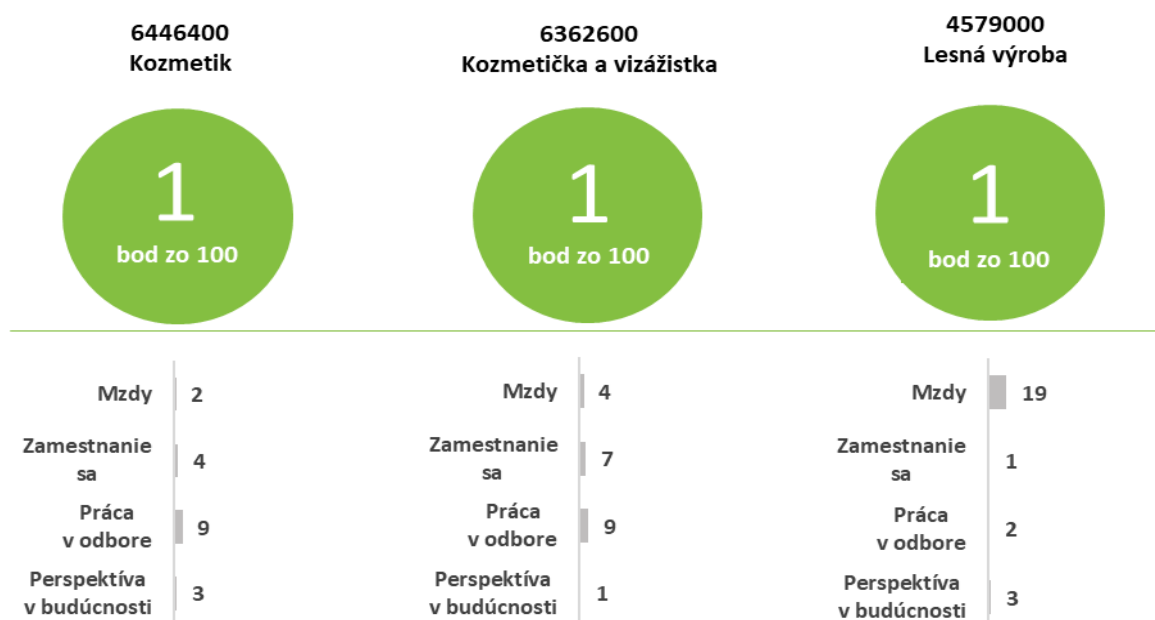 6446400
Kozmetik
1
bod zo 100
Mzdy 2
Zamestnanie
sa 4
Práca
v odbore 9
Perspektíva
v budúcnosti 3
6362600
Kozmetička a vizážistka
1
bod zo 100
Mzdy 4
Zamestnanie
sa 7
Práca
v odbore 9
Perspektíva
v budúcnosti 1
4579000
Lesná výroba
1
bod zo 100
Mzdy 19
Zamestnanie
sa 1
Práca
v odbore 2
Perspektíva
v budúcnosti 3